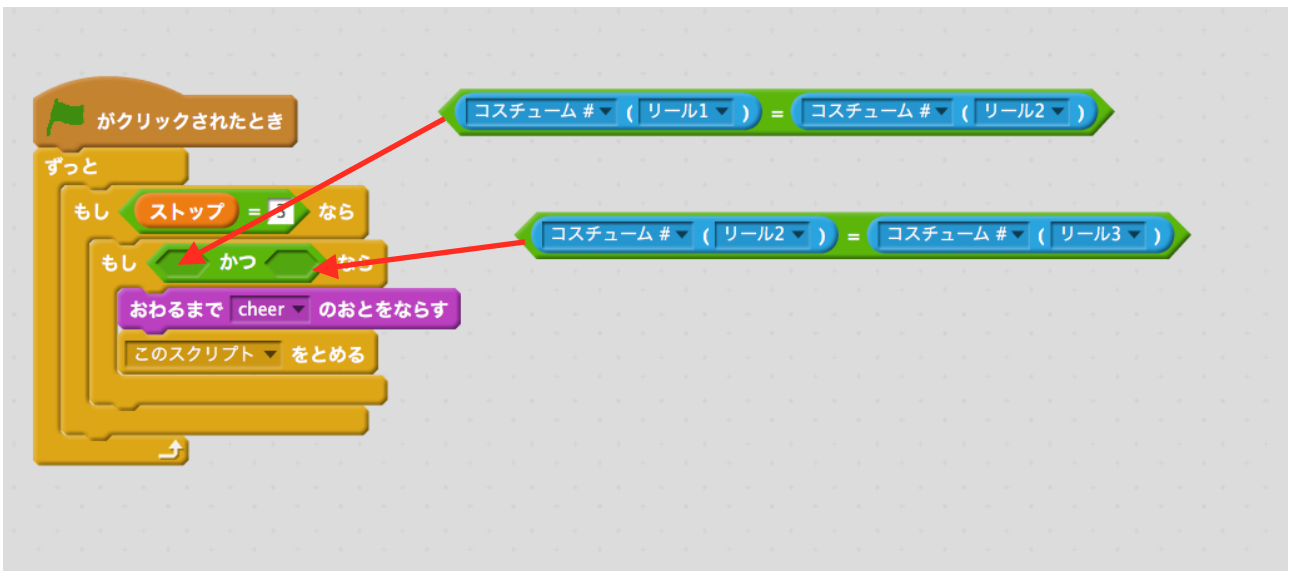 がクリックされたとき
ずっと
もし ストップ = 3 なら
もし かつ なら
おわるまで cheer のおとをならす
このスクリプト をとめる
コスチューム # ( リール1 ) = コスチューム # ( リール2 )
コスチューム # ( リール2 ) = コスチューム # ( リール3 )